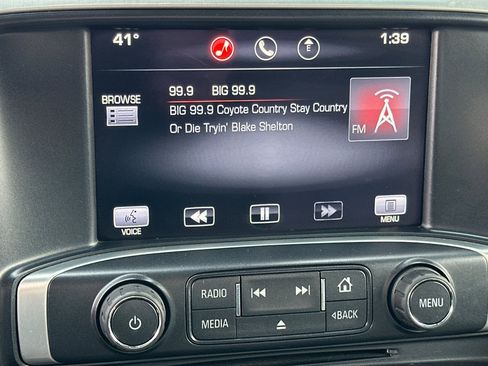 41° E 1:39
99.9 BIG 99.9
BROWSE
BIG 99.9 Coyote Country Stay Country
Or Die Tryin' Blake Shelton
FM
VOICE
MENU
RADIO
MENU
MEDIA
BACK